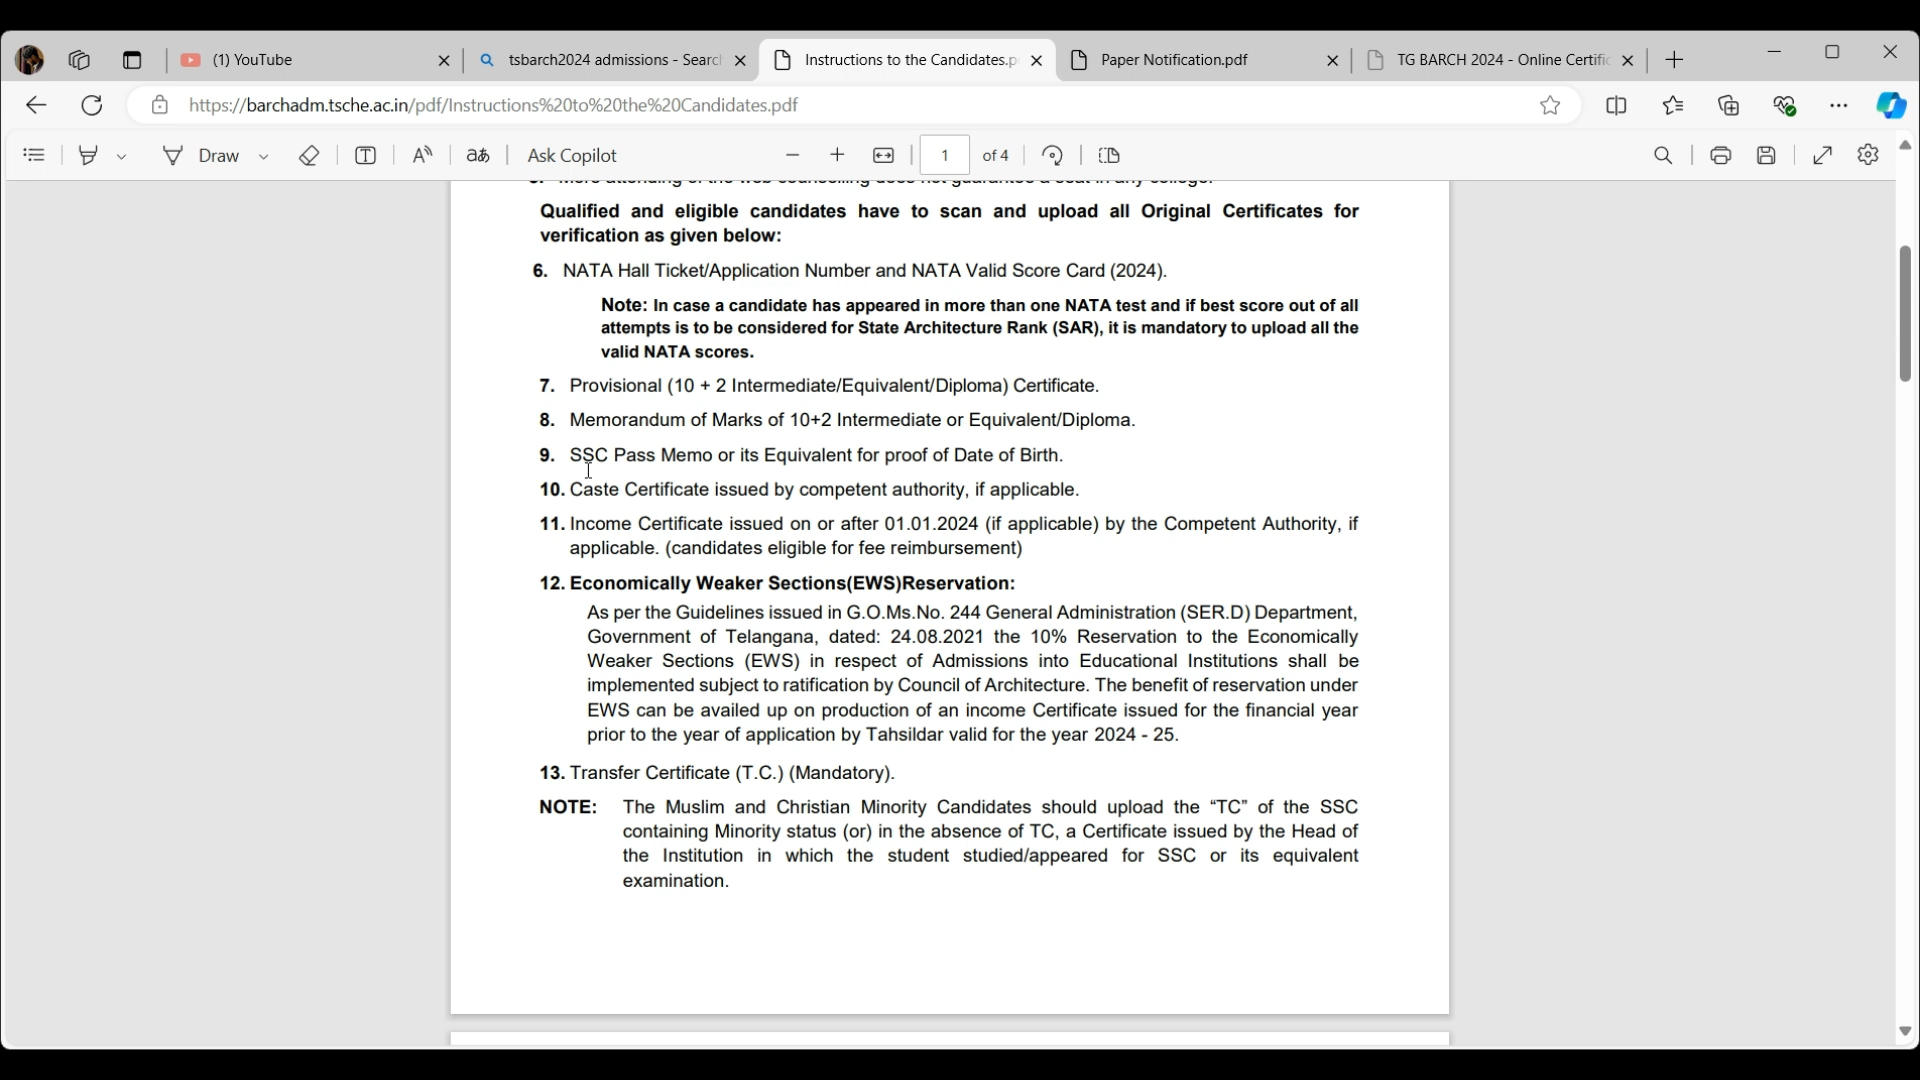 (1) YouTube
tsbarch2024 admissions - Searc
Instructions to the Candidates.p
Paper Notification.pdf
TG BARCH 2024 - Online Certific
https://barchadm.tsche.ac.in/pdf/Instructions%20to%20the%20Candidates.pdf
Draw
Ask Copilot
1 of 4
Qualified and eligible candidates have to scan and upload all Original Certificates for
verification as given below:
6. NATA Hall Ticket/Application Number and NATA Valid Score Card (2024).
Note: In case a candidate has appeared in more than one NATA test and if best score out of all
attempts is to be considered for State Architecture Rank (SAR), it is mandatory to upload all the
valid NATA scores.
7. Provisional (10 + 2 Intermediate/Equivalent/Diploma) Certificate.
8. Memorandum of Marks of 10+2 Intermediate or Equivalent/Diploma.
9. SSC Pass Memo or its Equivalent for proof of Date of Birth.
10. Caste Certificate issued by competent authority, if applicable.
11. Income Certificate issued on or after 01.01.2024 (if applicable) by the Competent Authority, if
applicable. (candidates eligible for fee reimbursement)
12. Economically Weaker Sections(EWS)Reservation:
As per the Guidelines issued in G.O.Ms.No. 244 General Administration (SER.D) Department,
Government of Telangana, dated: 24.08.2021 the 10% Reservation to the Economically
Weaker Sections (EWS) in respect of Admissions into Educational Institutions shall be
implemented subject to ratification by Council of Architecture. The benefit of reservation under
EWS can be availed up on production of an income Certificate issued for the financial year
prior to the year of application by Tahsildar valid for the year 2024 - 25.
13. Transfer Certificate (T.C.) (Mandatory).
NOTE: The Muslim and Christian Minority Candidates should upload the “TC” of the SSC
containing Minority status (or) in the absence of TC, a Certificate issued by the Head of
the Institution in which the student studied/appeared for SSC or its equivalent
examination.